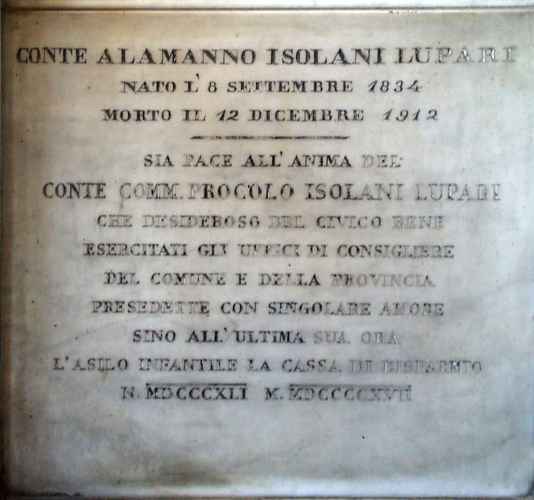 CONTE ALAMANNO ISOLANI LUPARI
NATO L'8 SETTEMBRE 1834
MORTO IL 12 DICEMBRE 1912
SIA PACE ALL'ANIMA DEL
CONTE COMM. PROCOLO ISOLANI LUPARI
CHE DESIDEROSO DEL CIVICO BENE
ESERCITATI GLI UFFICI DI CONSIGLIERE
DEL COMUNE E DELLA PROVINCIA
PRESEDETTE CON SINGOLARE AMORE
SINO ALL'ULTIMA SUA ORA
L'ASILO INFANTILE LA CASSA DI RISPARMIO
N. MDCCCXLI M. MDCCCCXVII